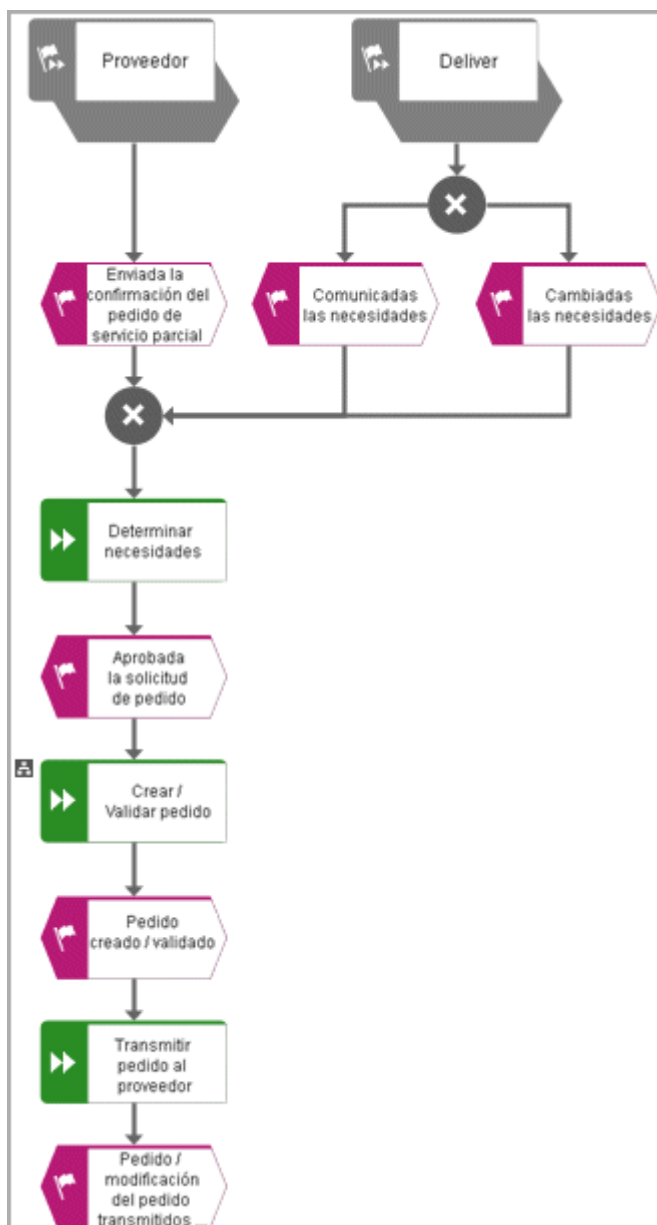 Proveedor
Deliver
Enviada la
confirmación del
pedido de
servicio parcial
Comunicadas
las necesidades
Cambiadas
las necesidades
Determinar
necesidades
Aprobada
la solicitud
de pedido
Crear /
Validar pedido
Pedido
creado / validado
Transmitir
pedido al
proveedor
Pedido /
modificación
del pedido
transmitidos ...